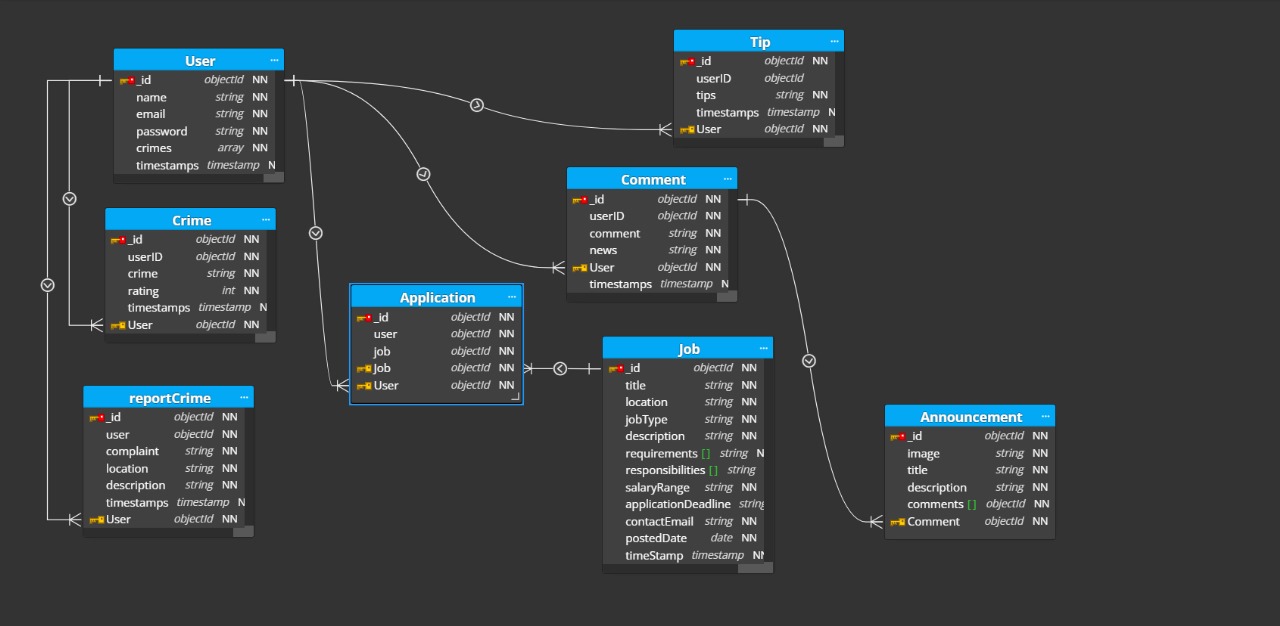 User ...
_id objectId NN
name string NN
email string NN
password string NN
crimes array NN
timestamps timestamp N
Crime ...
_id objectId NN
userID objectId NN
crime string NN
rating int NN
timestamps timestamp N
User objectId NN
reportCrime ...
_id objectId NN
user objectId NN
complaint string NN
location string NN
description string NN
timestamps timestamp N
User objectId NN
Application ...
_id objectId NN
user objectId NN
job objectId NN
Job objectId NN
User objectId NN
Tip ...
_id objectId NN
userID objectId
tips string NN
timestamps timestamp N
User objectId NN
Comment ...
_id objectId NN
userID objectId NN
comment string NN
news string NN
User objectId NN
timestamps timestamp N
Job ...
_id objectId NN
title string NN
location string NN
jobType string NN
description string NN
requirements [] string N
responsibilities [] string
salaryRange string NN
applicationDeadline string
contactEmail string NN
postedDate date NN
timeStamp timestamp NN
Announcement ...
_id objectId NN
image string NN
title string NN
description string NN
comments [] objectId NN
Comment objectId NN